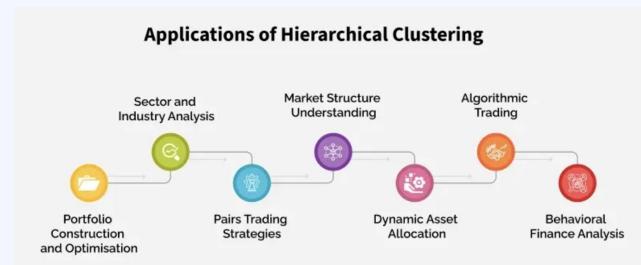 Applications of Hierarchical Clustering
Portfolio
Construction
and Optimisation
Sector and
Industry Analysis
Pairs Trading
Strategies
Market Structure
Understanding
Dynamic Asset
Allocation
Algorithmic
Trading
Behavioral
Finance Analysis